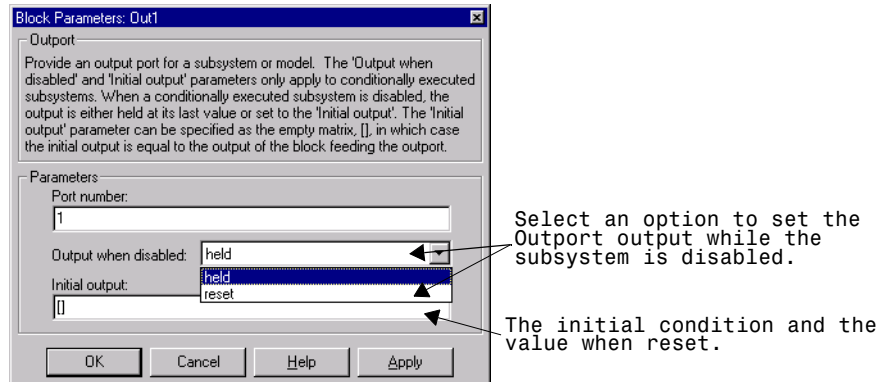 Block Parameters: Out1
Outport
Provide an output port for a subsystem or model. The 'Output when
disabled' and 'Initial output' parameters only apply to conditionally executed
subsystems. When a conditionally executed subsystem is disabled, the
output is either held at its last value or set to the 'Initial output'. The 'Initial
output' parameter can be specified as the empty matrix, [], in which case
the initial output is equal to the output of the block feeding the outport.
Parameters
Port number:
1
Output when disabled: held
held
reset
Initial output:
[]
OK Cancel Help Apply
Select an option to set the
Outport output while the
subsystem is disabled.
The initial condition and the
value when reset.